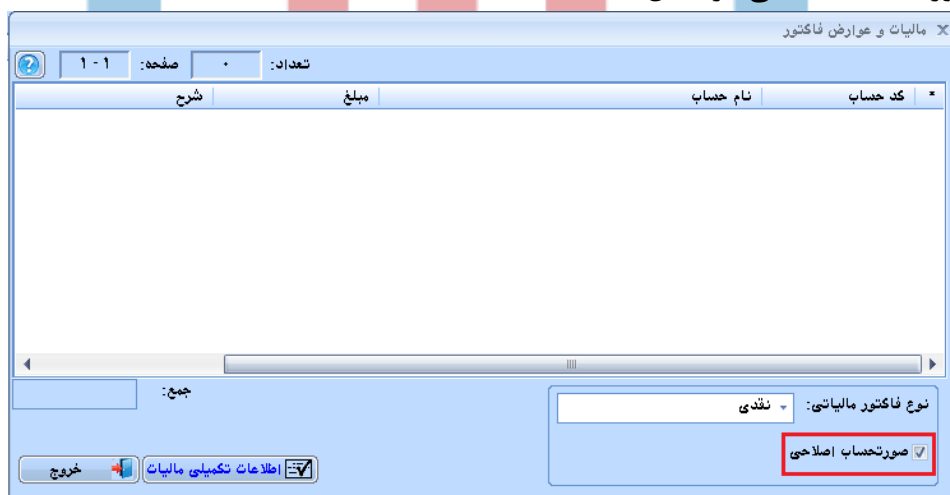 مالیات و عوارض فاکتور
تعداد: ۰ صفحه: ۱ - ۱
* کد حساب نام حساب مبلغ شرح
جمع:
نوع فاکتور مالیاتی: نقدی
صورتحساب اصلاحی
اطلاعات تکمیلی مالیات خروج